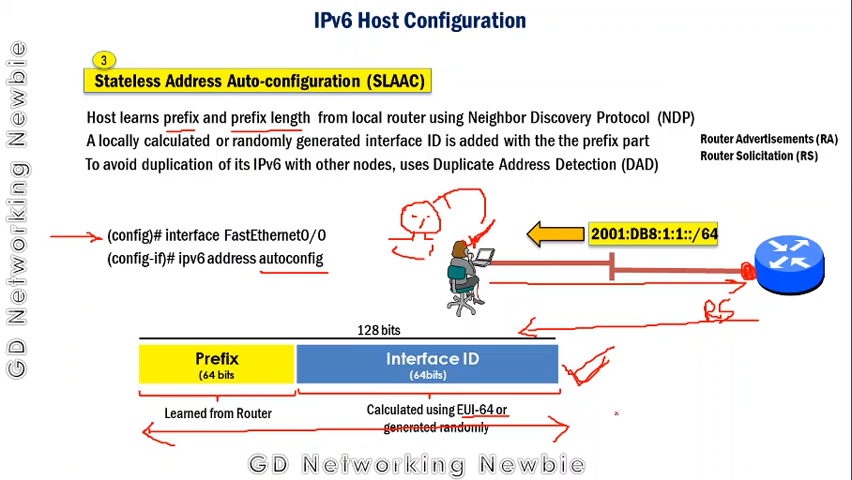 IPv6 Host Configuration
3
Stateless Address Auto-configuration (SLAAC)
Host learns prefix and prefix length from local router using Neighbor Discovery Protocol (NDP)
A locally calculated or randomly generated interface ID is added with the the prefix part
Router Advertisements (RA)
Router Solicitation (RS)
To avoid duplication of its IPv6 with other nodes, uses Duplicate Address Detection (DAD)
(config)# interface FastEthernet0/0
(config-if)# ipv6 address autoconfig
2001:DB8:1:1::/64
RS
128 bits
Prefix
(64 bits
Interface ID
(64bits)
Learned from Router
Calculated using EUI-64 or
generated randomly
GD Networking Newbie
GD Networking Newbie